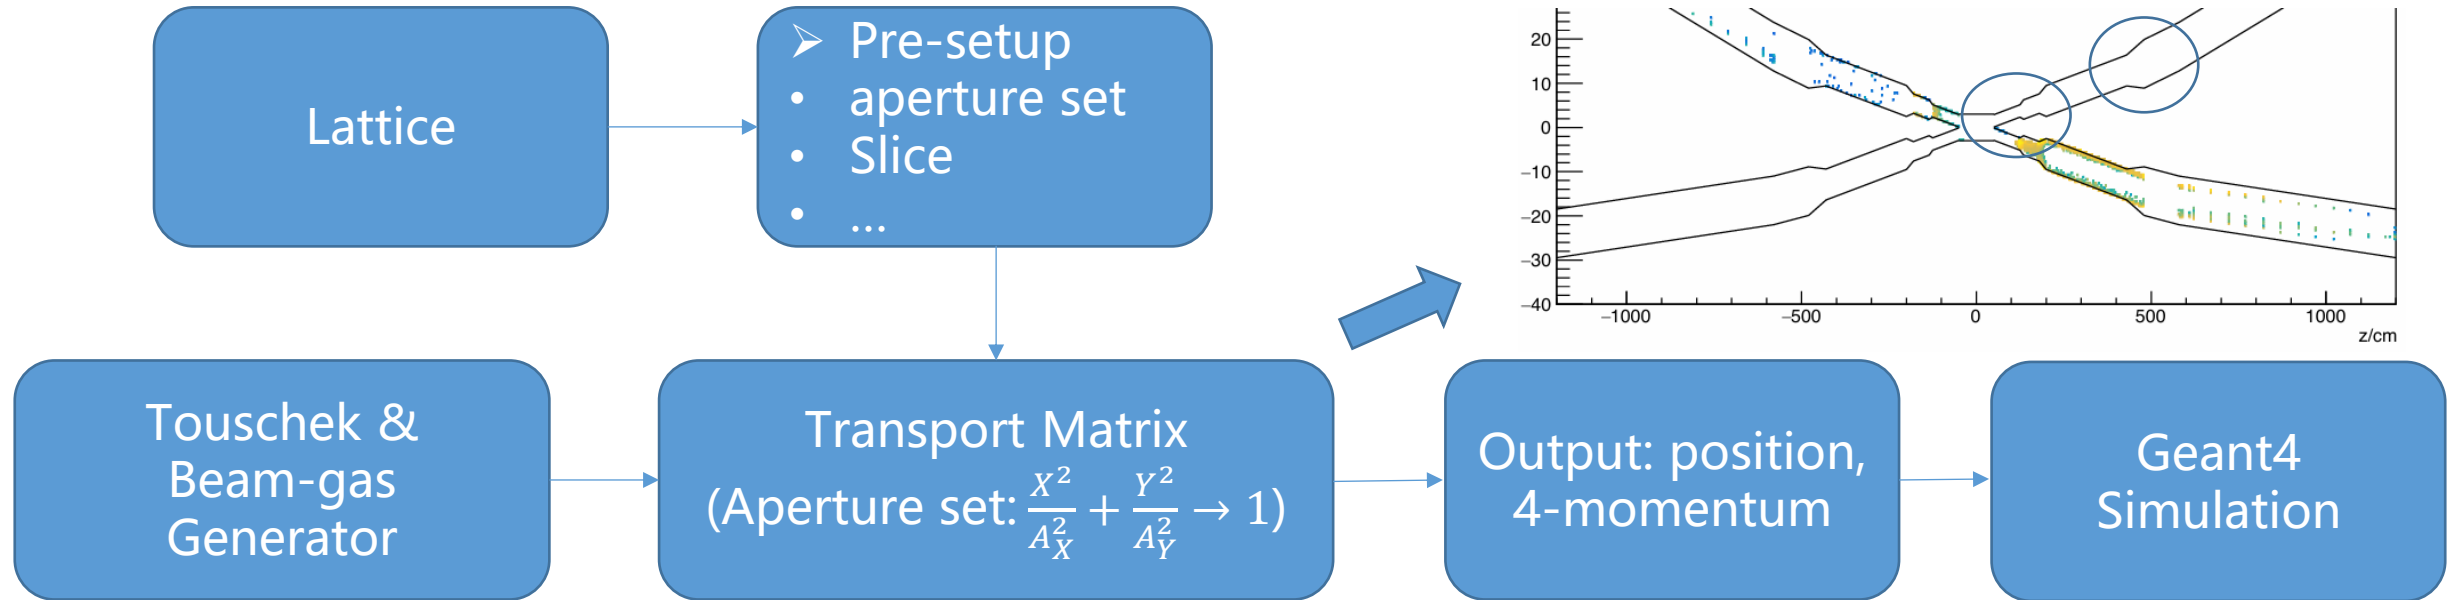 Lattice
➢ Pre-setup
• aperture set
• Slice
• ...
20
10
0
−10
−20
−30
−40
−1000 −500 0 500 1000
z/cm
Touschek &
Beam-gas
Generator
Transport Matrix
(Aperture set: X²/A_X² + Y²/A_Y² → 1)
Output: position,
4-momentum
Geant4
Simulation